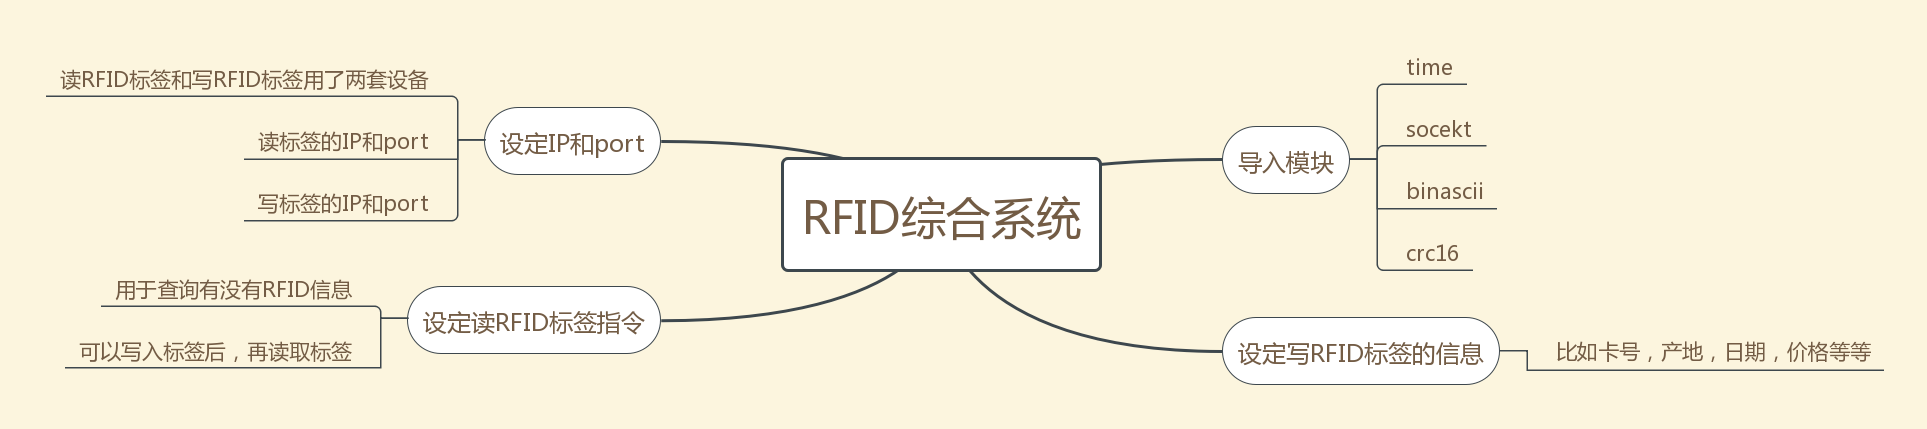 RFID综合系统
导入模块
time
socekt
binascii
crc16
设定写RFID标签的信息
比如卡号，产地，日期，价格等等
设定IP和port
读RFID标签和写RFID标签用了两套设备
读标签的IP和port
写标签的IP和port
设定读RFID标签指令
用于查询有没有RFID信息
可以写入标签后，再读取标签